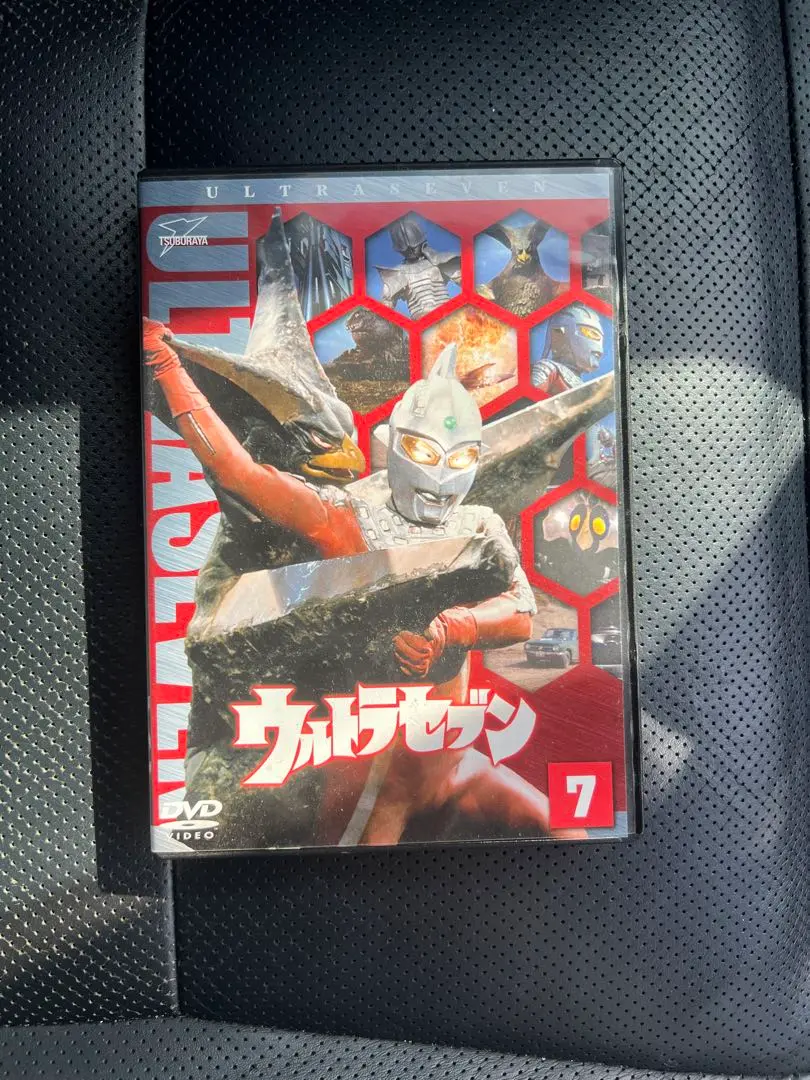 ULTRASEVEN
TSUBURAYA
ULTRASEVEN
ウルトラセブン
7
DVD
VIDEO